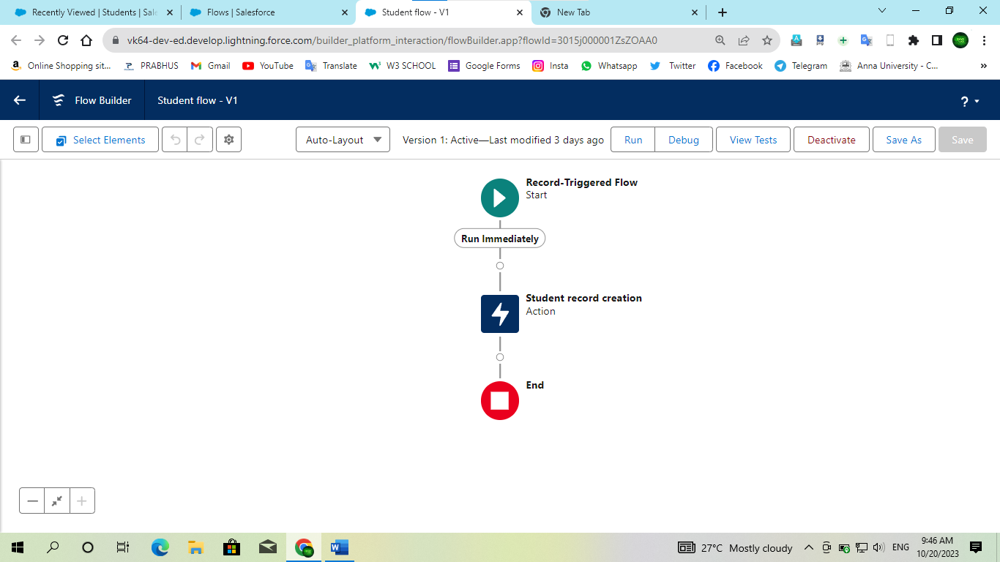 Recently Viewed | Students | Sale
Flows | Salesforce
Student flow - V1
New Tab
vk64-dev-ed.develop.lightning.force.com/builder_platform_interaction/flowBuilder.app?flowId=3015j000001ZsZOAA0
Online Shopping sit... PRABHUS Gmail YouTube Translate W3 SCHOOL Google Forms Insta Whatsapp Twitter Facebook Telegram Anna University - C... »
Flow Builder Student flow - V1 ?
Select Elements Auto-Layout Version 1: Active—Last modified 3 days ago Run Debug View Tests Deactivate Save As Save
Record-Triggered Flow
Start
Run Immediately
Student record creation
Action
End
27°C Mostly cloudy ENG
9:46 AM
10/20/2023